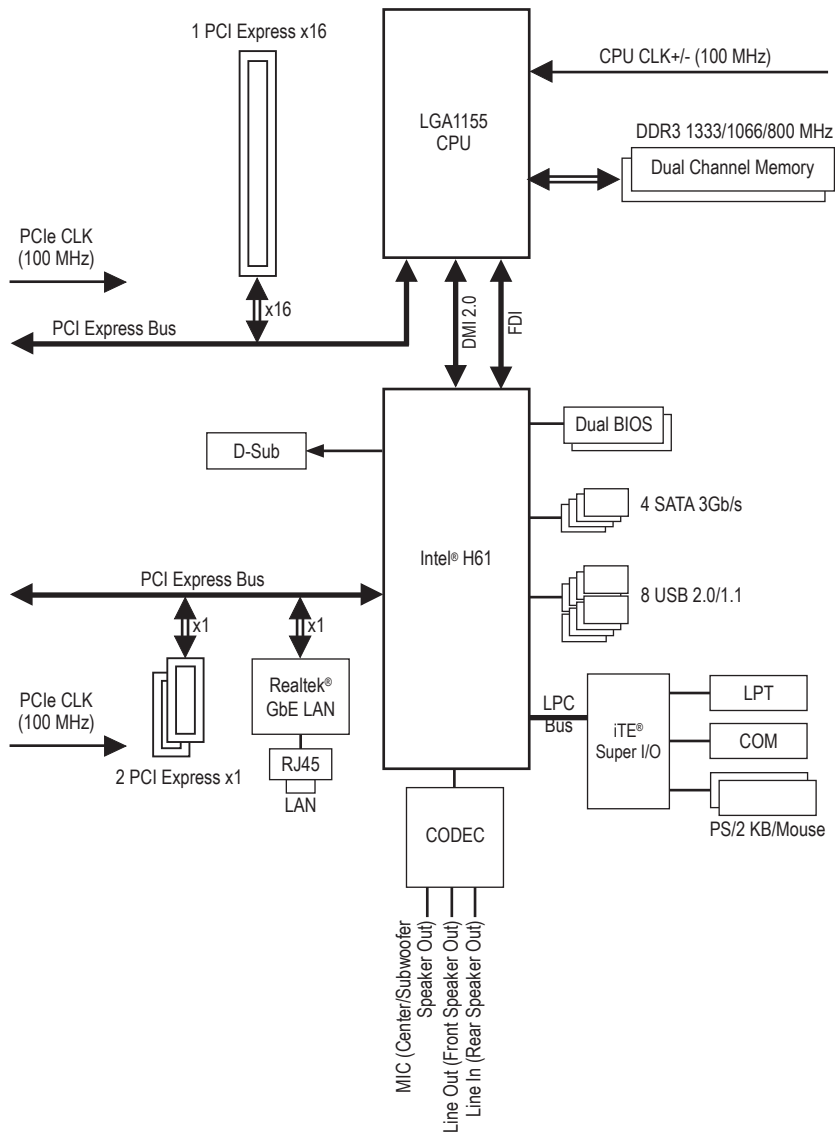 1 PCI Express x16
CPU CLK+/- (100 MHz)
LGA1155
CPU
DDR3 1333/1066/800 MHz
Dual Channel Memory
PCIe CLK
(100 MHz)
x16
PCI Express Bus
DMI 2.0
FDI
Dual BIOS
D-Sub
4 SATA 3Gb/s
Intel® H61
PCI Express Bus
8 USB 2.0/1.1
x1
x1
Realtek®
GbE LAN
PCIe CLK
(100 MHz)
LPC
Bus
iTE®
Super I/O
LPT
COM
RJ45
LAN
2 PCI Express x1
PS/2 KB/Mouse
CODEC
MIC (Center/Subwoofer
Speaker Out)
Line Out (Front Speaker Out)
Line In (Rear Speaker Out)